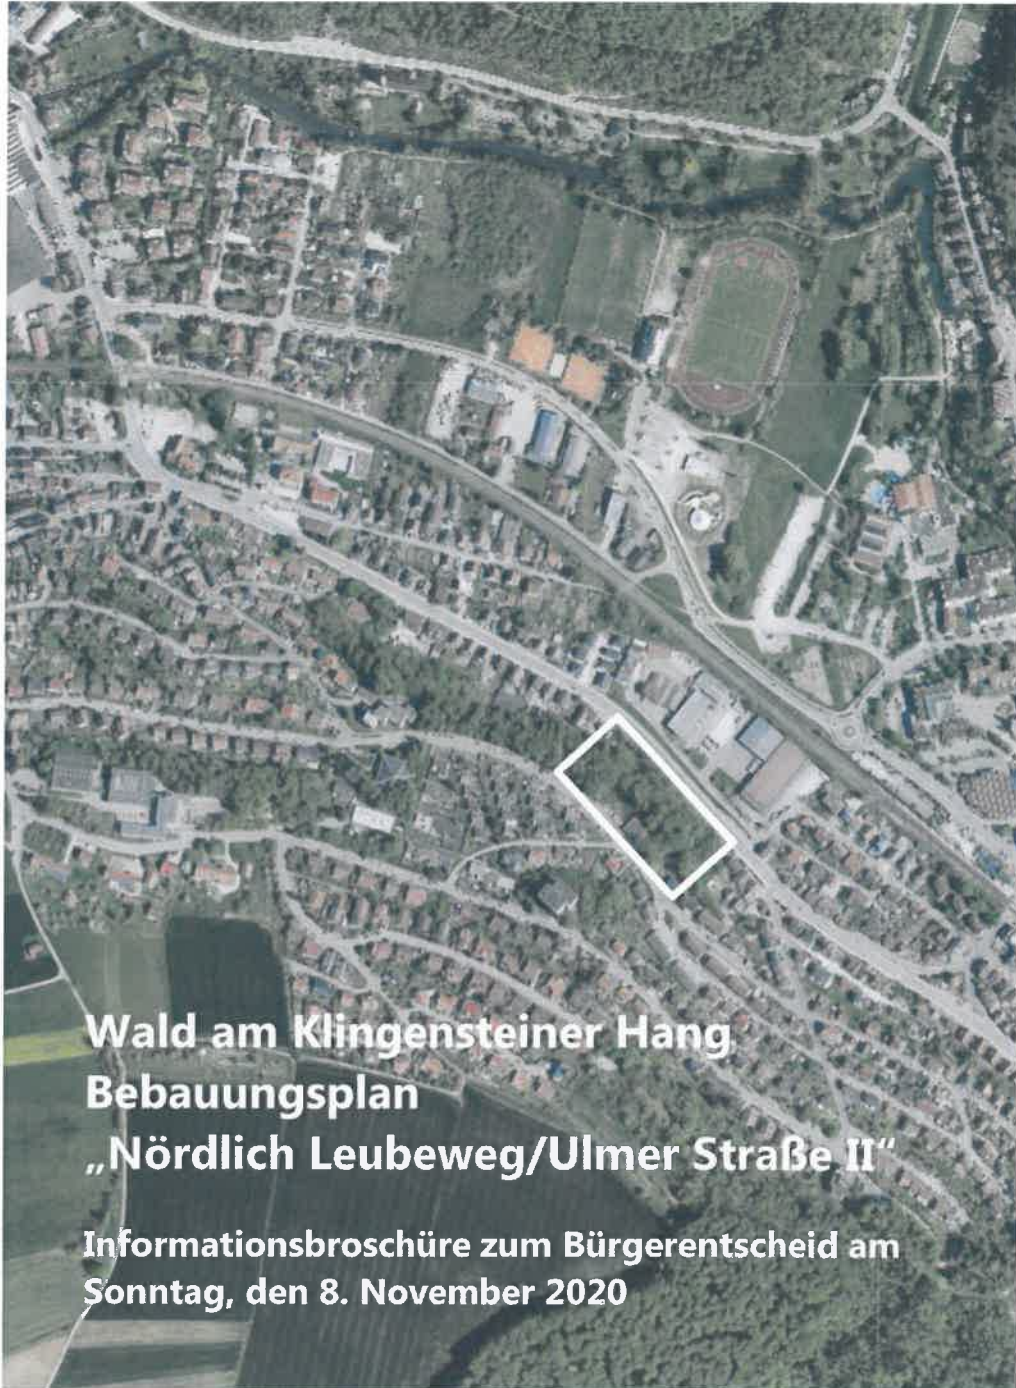 Wald am Klingensteiner Hang
Bebauungsplan
„Nördlich Leubeweg/Ulmer Straße II“
Informationsbroschüre zum Bürgerentscheid am
Sonntag, den 8. November 2020